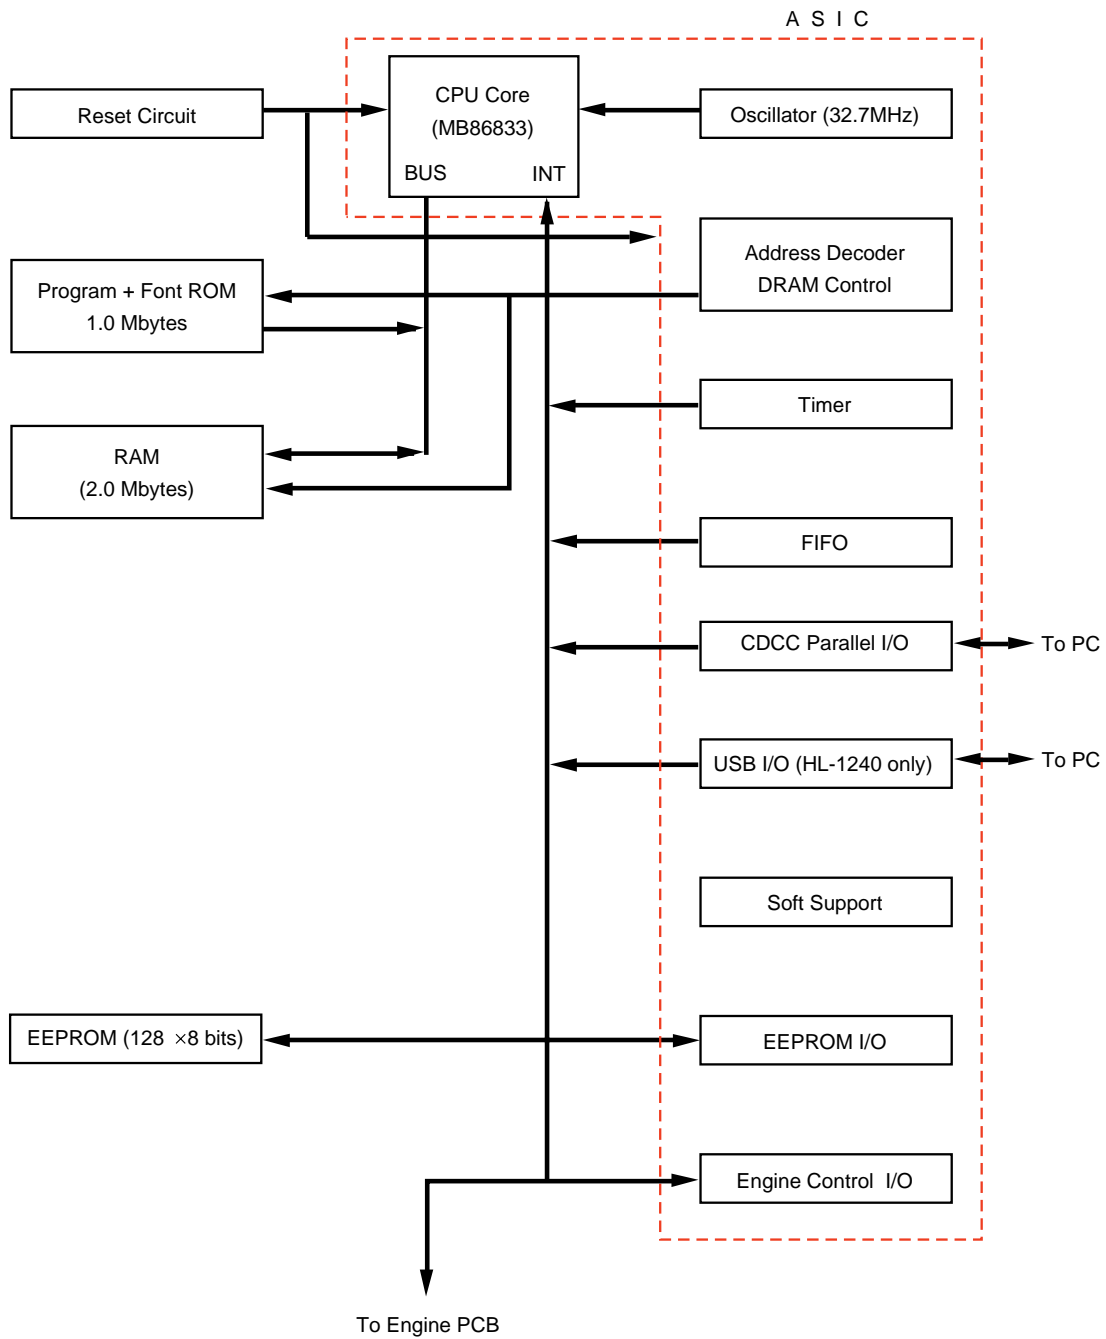 A S I C
CPU Core
(MB86833)
BUS INT
Reset Circuit
Oscillator (32.7MHz)
Address Decoder
DRAM Control
Program + Font ROM
1.0 Mbytes
Timer
RAM
(2.0 Mbytes)
FIFO
CDCC Parallel I/O
To PC
USB I/O (HL-1240 only)
To PC
Soft Support
EEPROM (128 ×8 bits)
EEPROM I/O
Engine Control I/O
To Engine PCB